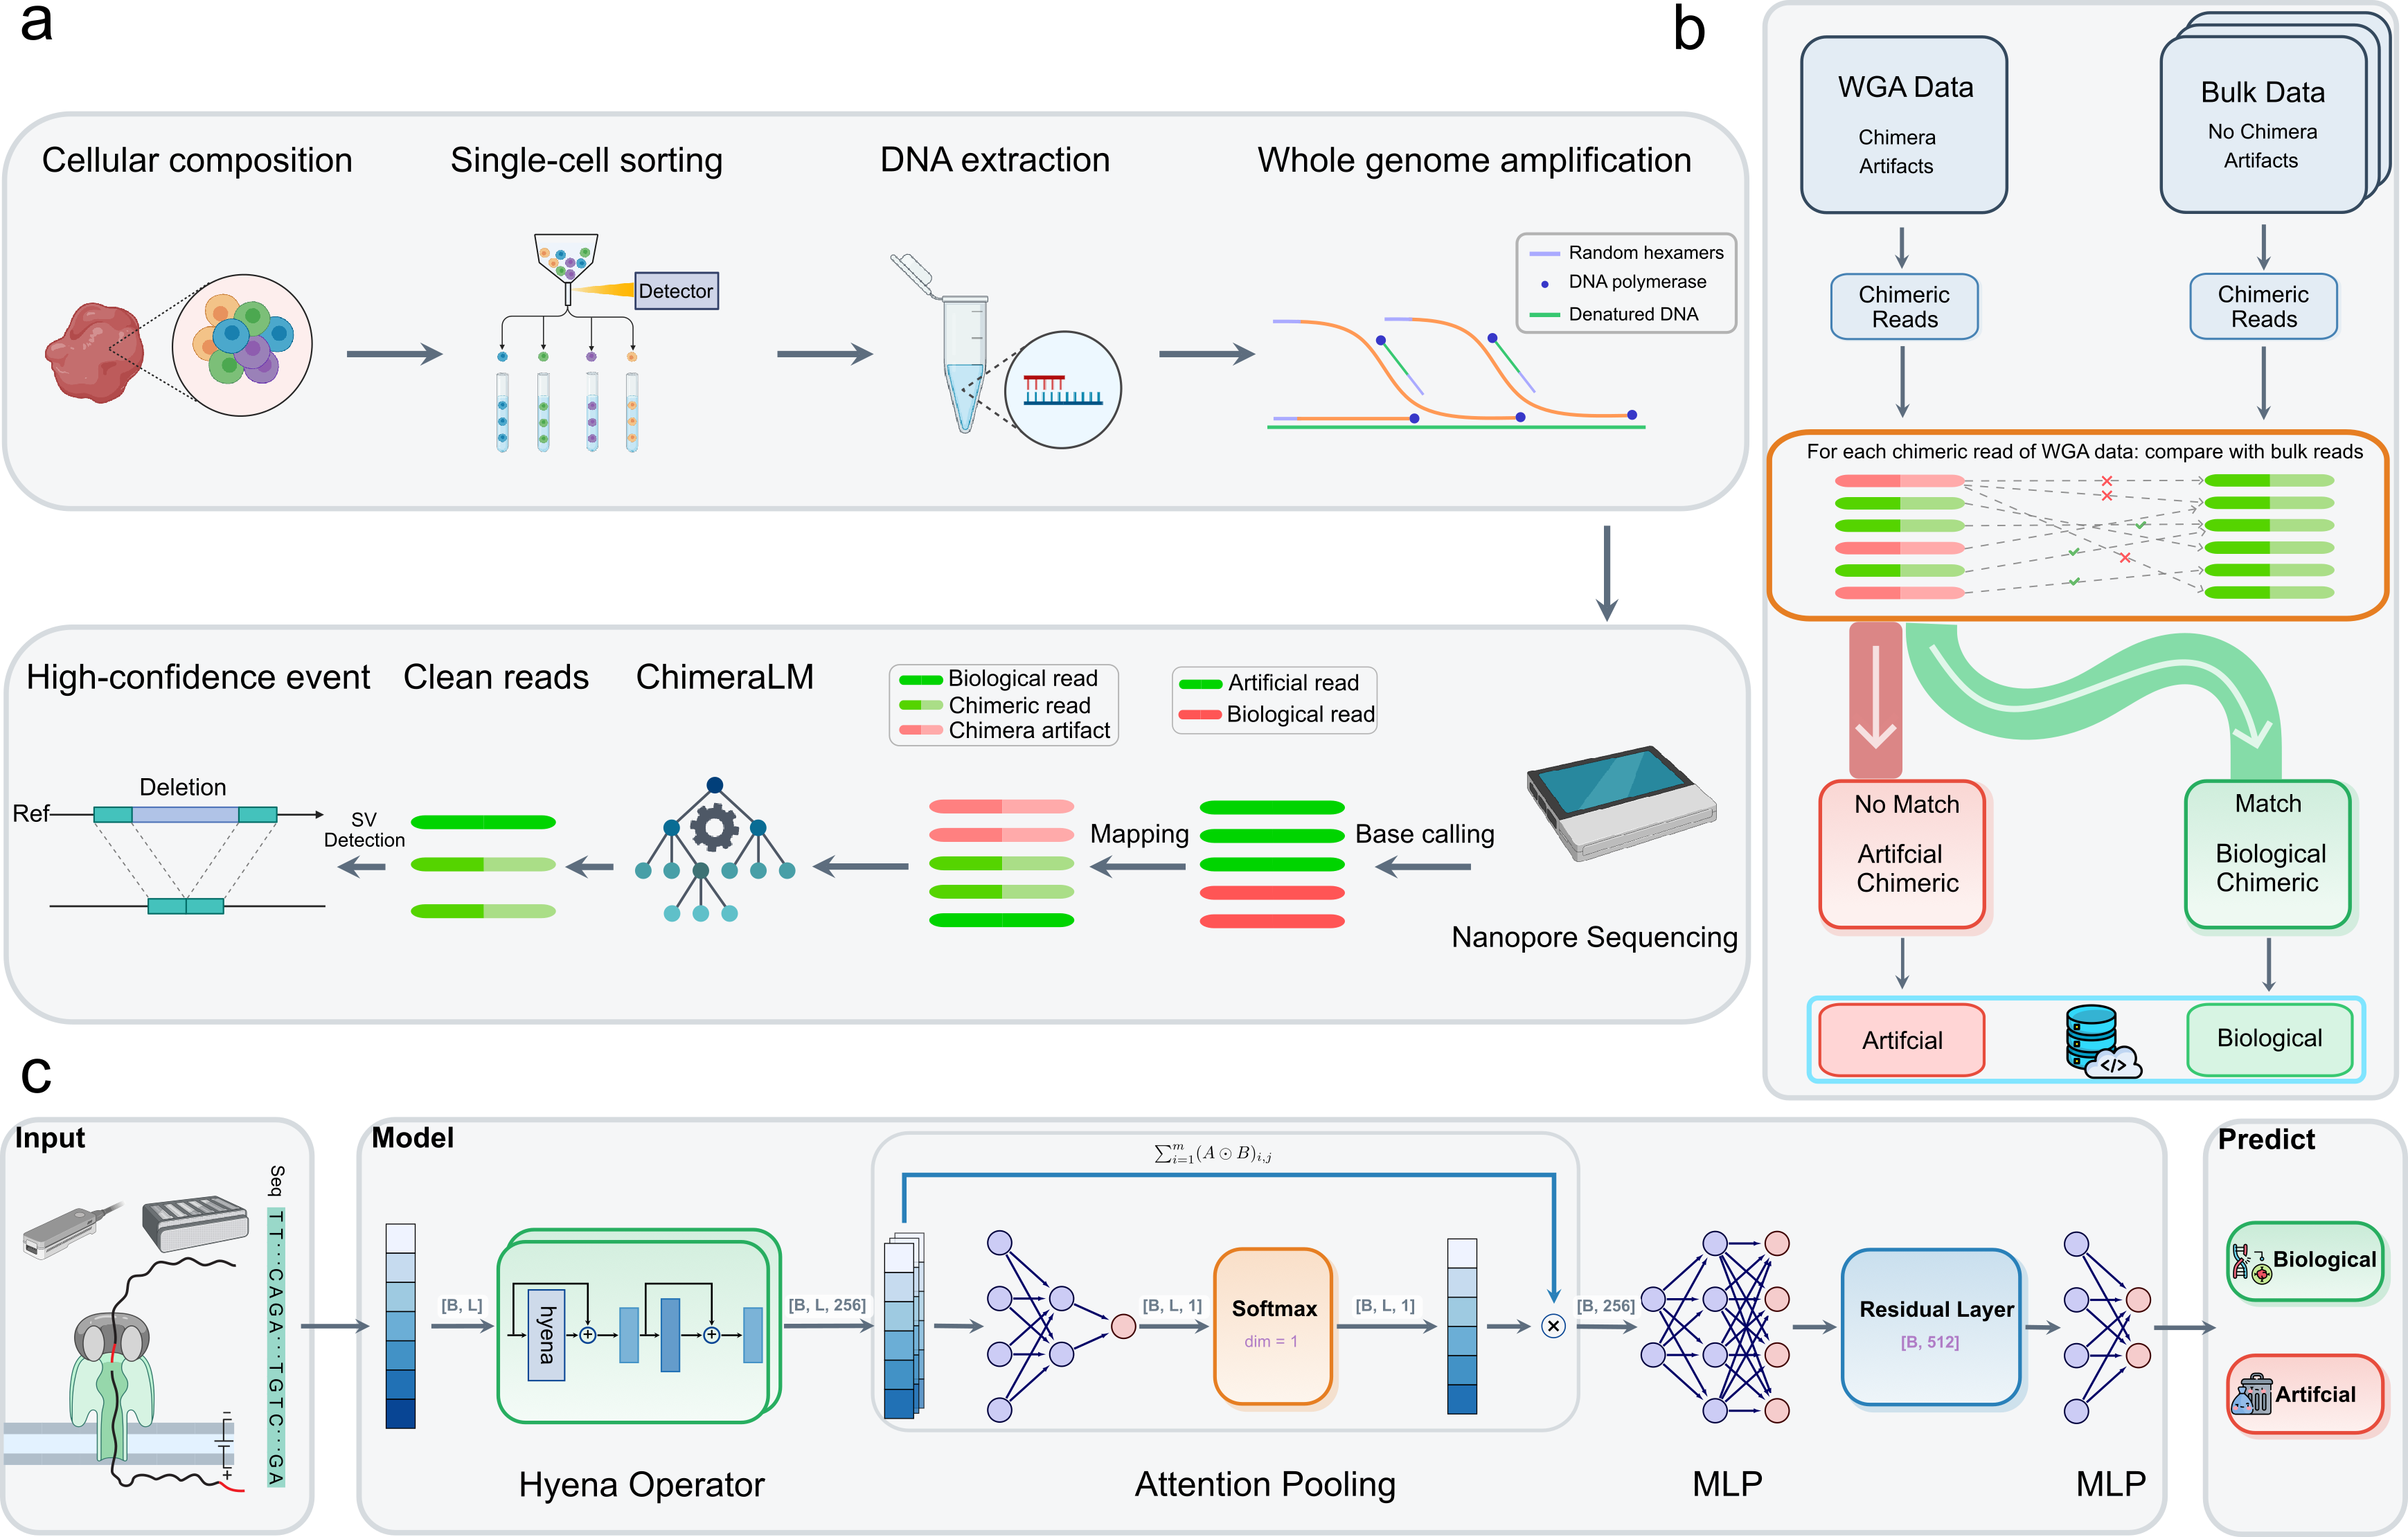 a
Cellular composition
Single-cell sorting
DNA extraction
Whole genome amplification
Detector
Random hexamers
DNA polymerase
Denatured DNA
High-confidence event
Clean reads
ChimeraLM
Biological read
Chimeric read
Chimera artifact
Artificial read
Biological read
Deletion
Ref
SV
Detection
Mapping
Base calling
Nanopore Sequencing
b
WGA Data
Chimera
Artifacts
Bulk Data
No Chimera
Artifacts
Chimeric
Reads
Chimeric
Reads
For each chimeric read of WGA data: compare with bulk reads
No Match
Artifcial
Chimeric
Match
Biological
Chimeric
Artifcial
</>
Biological
c
Input
Seq
TT···CAGA···TGTC···GA
−
+
Model
[B, L]
hyena
+
+
[B, L, 256]
Hyena Operator
∑ᵢ₌₁ᵐ(A ⊙ B)ᵢ,ⱼ
[B, L, 1]
Softmax
dim = 1
[B, L, 1]
×
Attention Pooling
[B, 256]
MLP
Residual Layer
[B, 512]
MLP
Predict
Biological
Artifcial